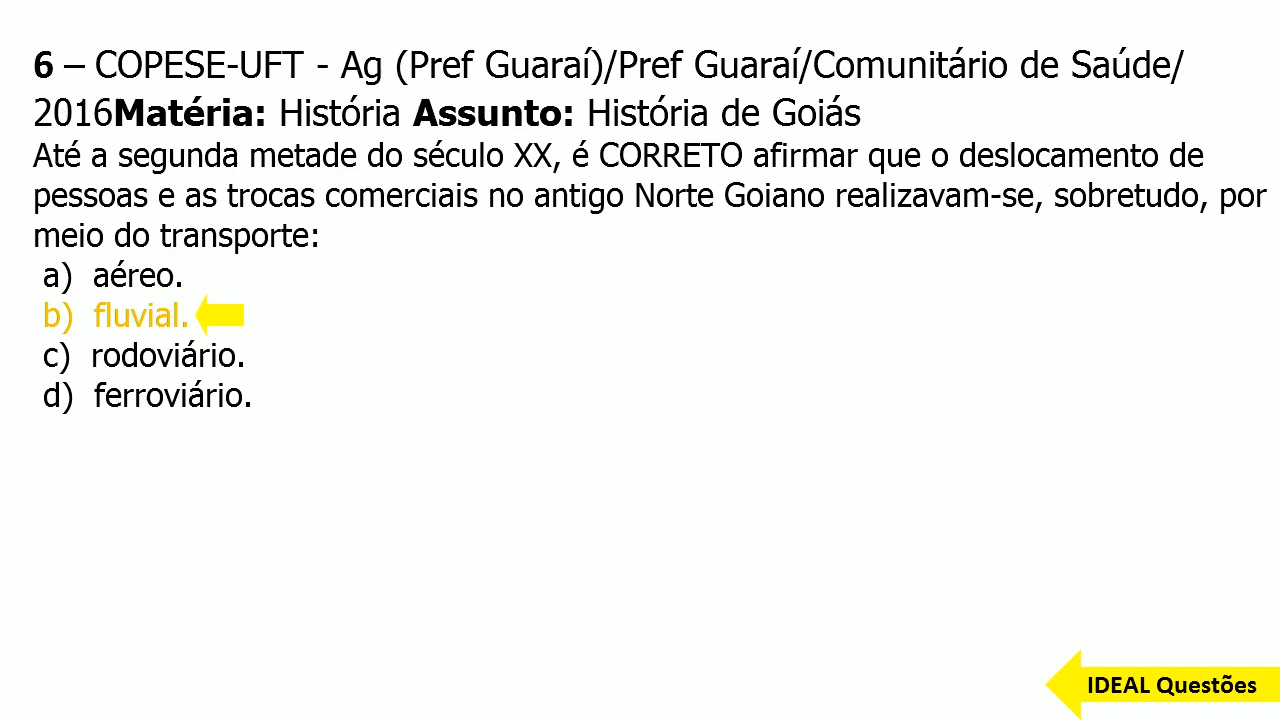 6 – COPESE-UFT - Ag (Pref Guaraí)/Pref Guaraí/Comunitário de Saúde/
2016Matéria: História Assunto: História de Goiás
Até a segunda metade do século XX, é CORRETO afirmar que o deslocamento de
pessoas e as trocas comerciais no antigo Norte Goiano realizavam-se, sobretudo, por
meio do transporte:
a) aéreo.
b) fluvial.
c) rodoviário.
d) ferroviário.
IDEAL Questões